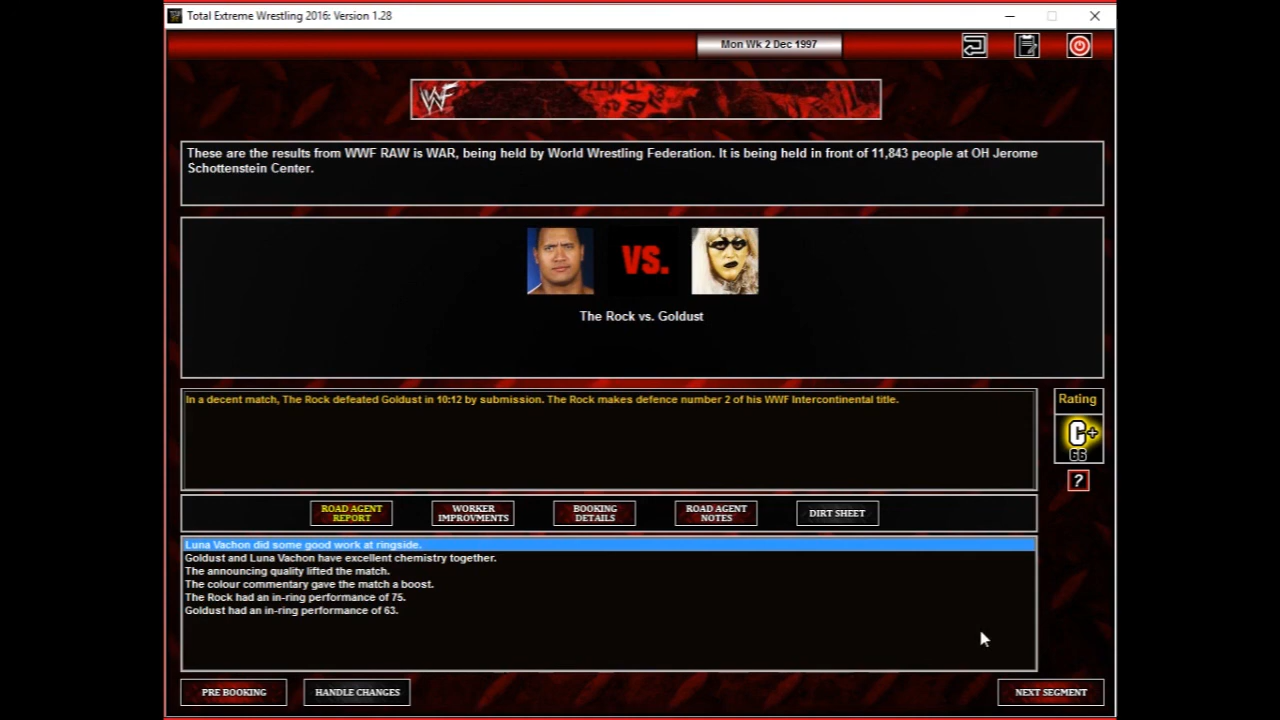 Total Extreme Wrestling 2016: Version 1.28
Mon Wk 2 Dec 1997
WF
These are the results from WWF RAW is WAR, being held by World Wrestling Federation. It is being held in front of 11,843 people at OH Jerome
Schottenstein Center.
VS.
The Rock vs. Goldust
In a decent match, The Rock defeated Goldust in 10:12 by submission. The Rock makes defence number 2 of his WWF Intercontinental title.
Rating
C+
66
?
ROAD AGENT
REPORT
WORKER
IMPROVMENTS
BOOKING
DETAILS
ROAD AGENT
NOTES
DIRT SHEET
Luna Vachon did some good work at ringside.
Goldust and Luna Vachon have excellent chemistry together.
The announcing quality lifted the match.
The colour commentary gave the match a boost.
The Rock had an in-ring performance of 75.
Goldust had an in-ring performance of 63.
PRE BOOKING
HANDLE CHANGES
NEXT SEGMENT